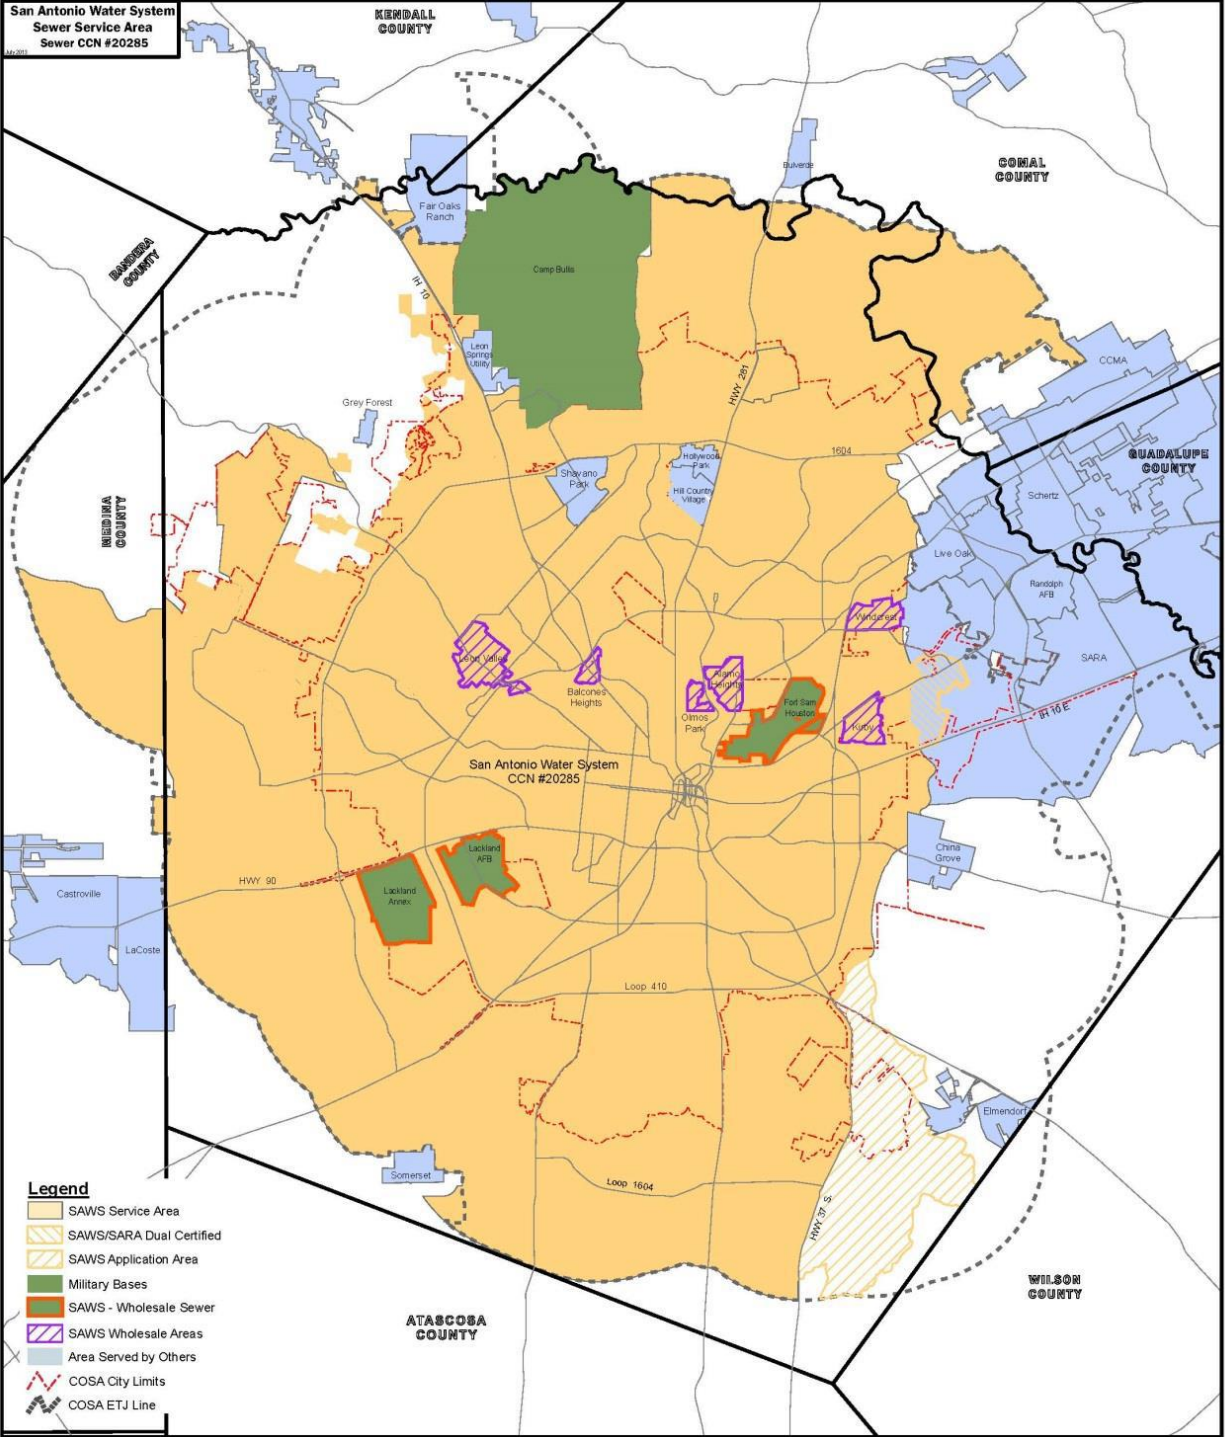 San Antonio Water System
Sewer Service Area
Sewer CCN #20285
July 2013
KENDALL
COUNTY
COMAL
COUNTY
Bulverde
Fair Oaks
Ranch
BANDERA
COUNTY
Camp Bullis
IH 10
Leon
Springs
Utility
CCMA
HWY 281
Grey Forest
1604
GUADALUPE
COUNTY
Hollywood
Park
Shavano
Park
Hill Country
Village
Schertz
MEDINA
COUNTY
Live Oak
Randolph
AFB
Windcrest
Leon Valley
SARA
Alamo
Heights
Balcones
Heights
Fort Sam
Houston
IH 10 E
Olmos
Park
Kirby
San Antonio Water System
CCN #20285
Lackland
AFB
China
Grove
HWY 90
Castroville
Lackland
Annex
LaCoste
Loop 410
Elmendorf
Somerset
Loop 1604
HWY 37 S.
Legend
SAWS Service Area
SAWS/SARA Dual Certified
SAWS Application Area
Military Bases
SAWS - Wholesale Sewer
SAWS Wholesale Areas
Area Served by Others
COSA City Limits
COSA ETJ Line
WILSON
COUNTY
ATASCOSA
COUNTY